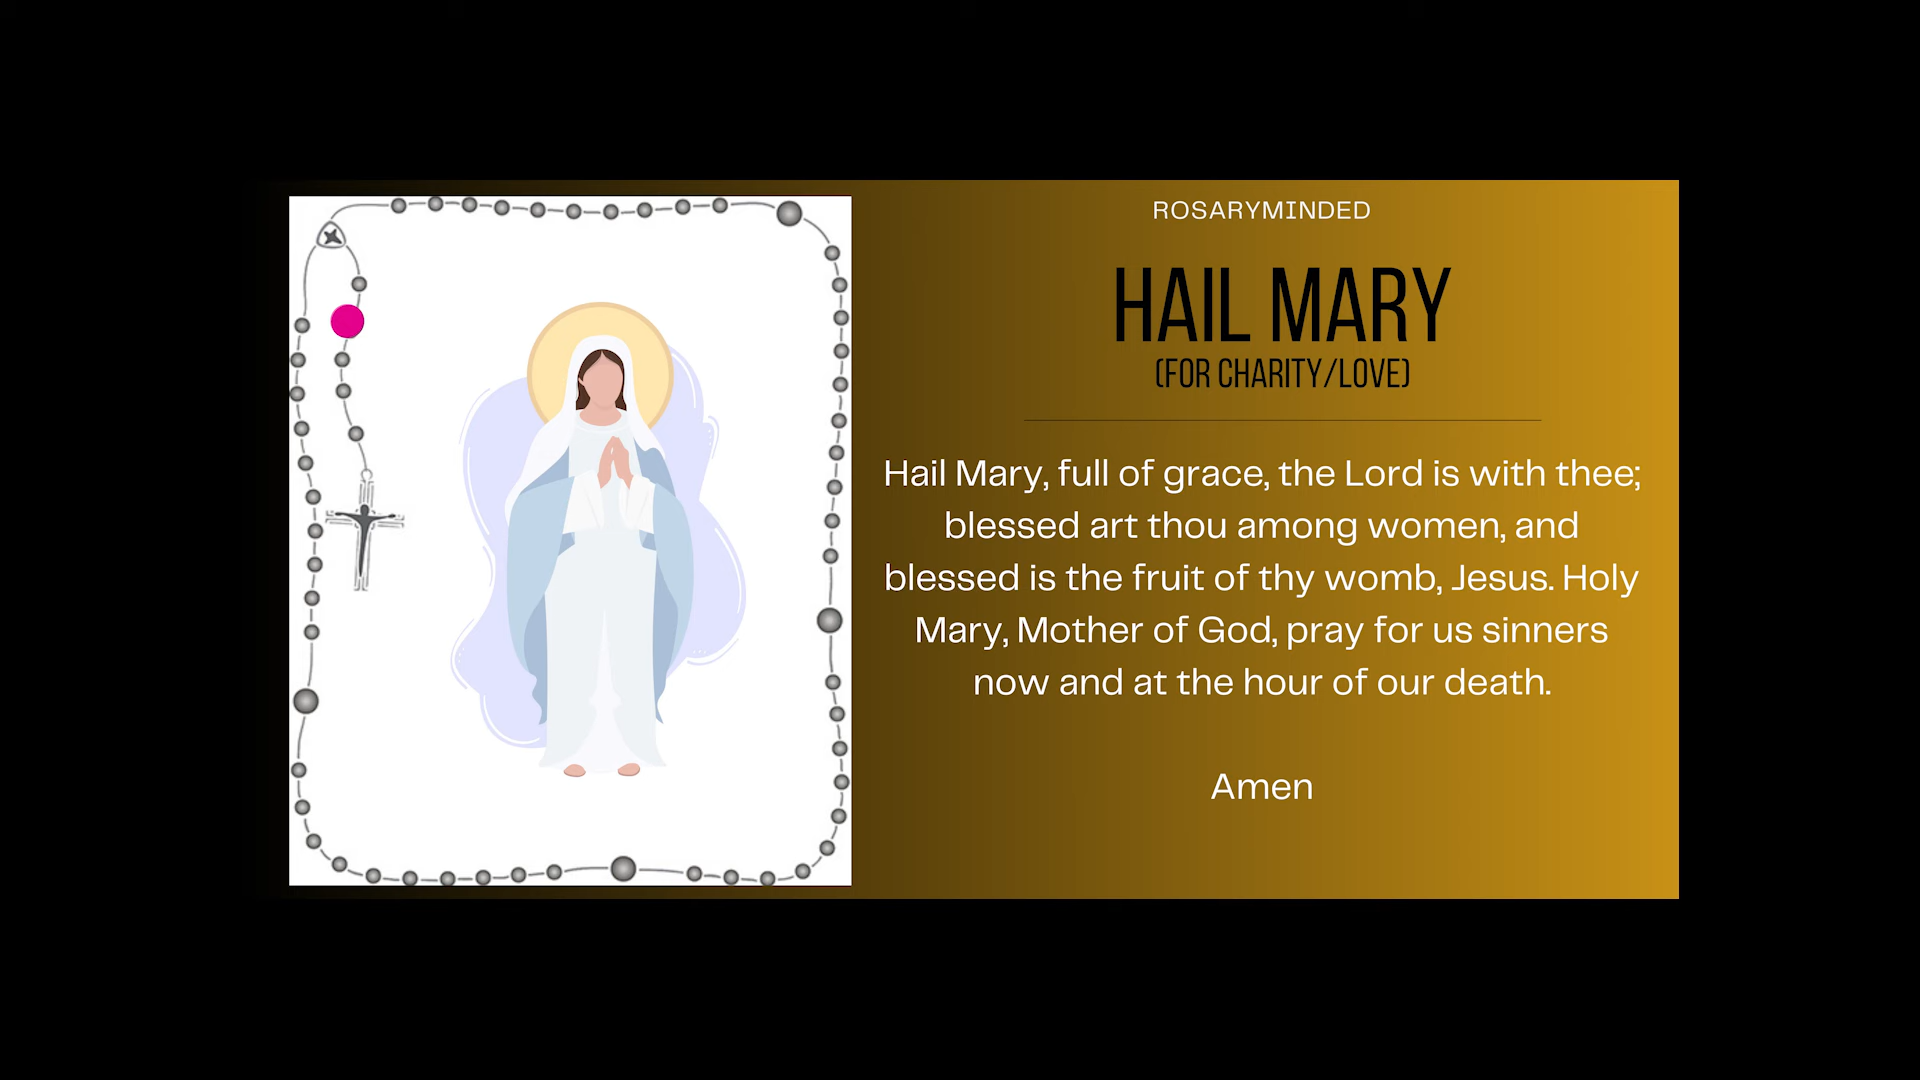 ROSARYMINDED
HAIL MARY
(FOR CHARITY/LOVE)
Hail Mary, full of grace, the Lord is with thee;
blessed art thou among women, and
blessed is the fruit of thy womb, Jesus. Holy
Mary, Mother of God, pray for us sinners
now and at the hour of our death.
Amen